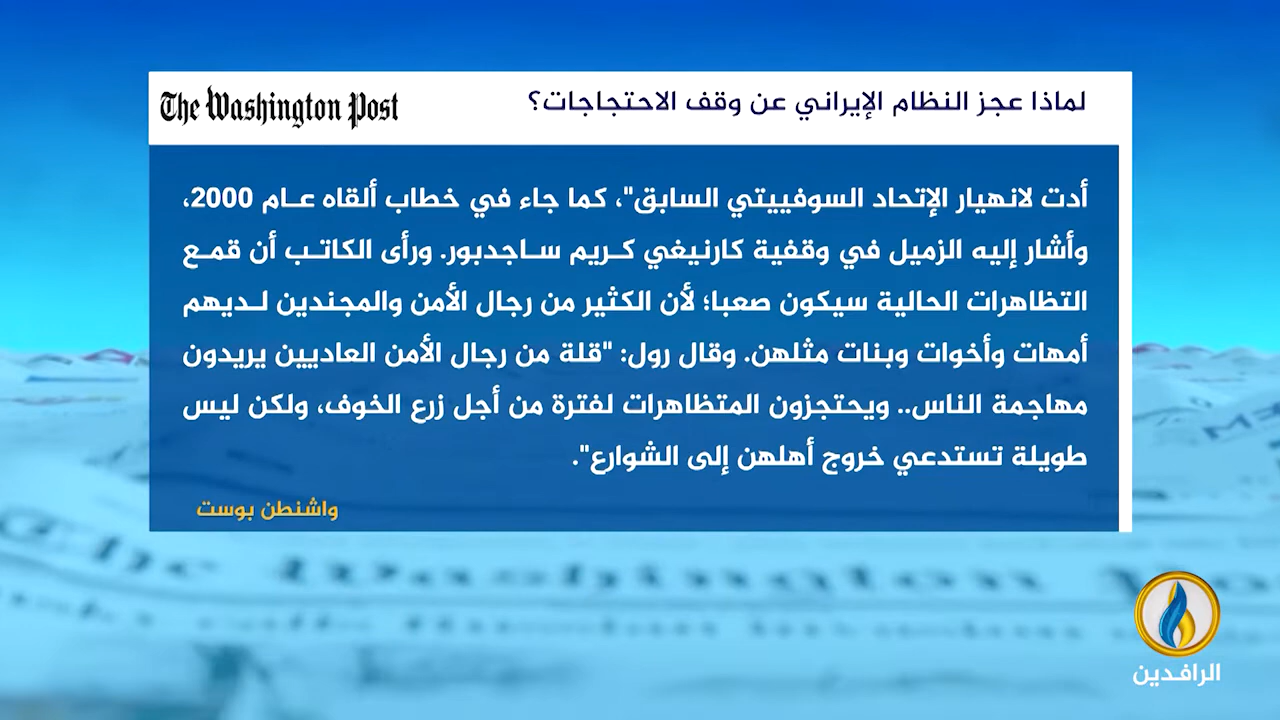 The Washington Post
لماذا عجز النظام الإيراني عن وقف الاحتجاجات؟
أدت لانهيار الإتحاد السوفييتي السابق"، كما جاء في خطاب ألقاه عام 2000،
وأشار إليه الزميل في وقفية كارنيغي كريم ساجدبور. ورأى الكاتب أن قمع
التظاهرات الحالية سيكون صعبا؛ لأن الكثير من رجال الأمن والمجندين لديهم
أمهات وأخوات وبنات مثلهن. وقال رول: "قلة من رجال الأمن العاديين يريدون
مهاجمة الناس.. ويحتجزون المتظاهرات لفترة من أجل زرع الخوف، ولكن ليس
طويلة تستدعي خروج أهلهن إلى الشوارع".
واشنطن بوست
الرافدين